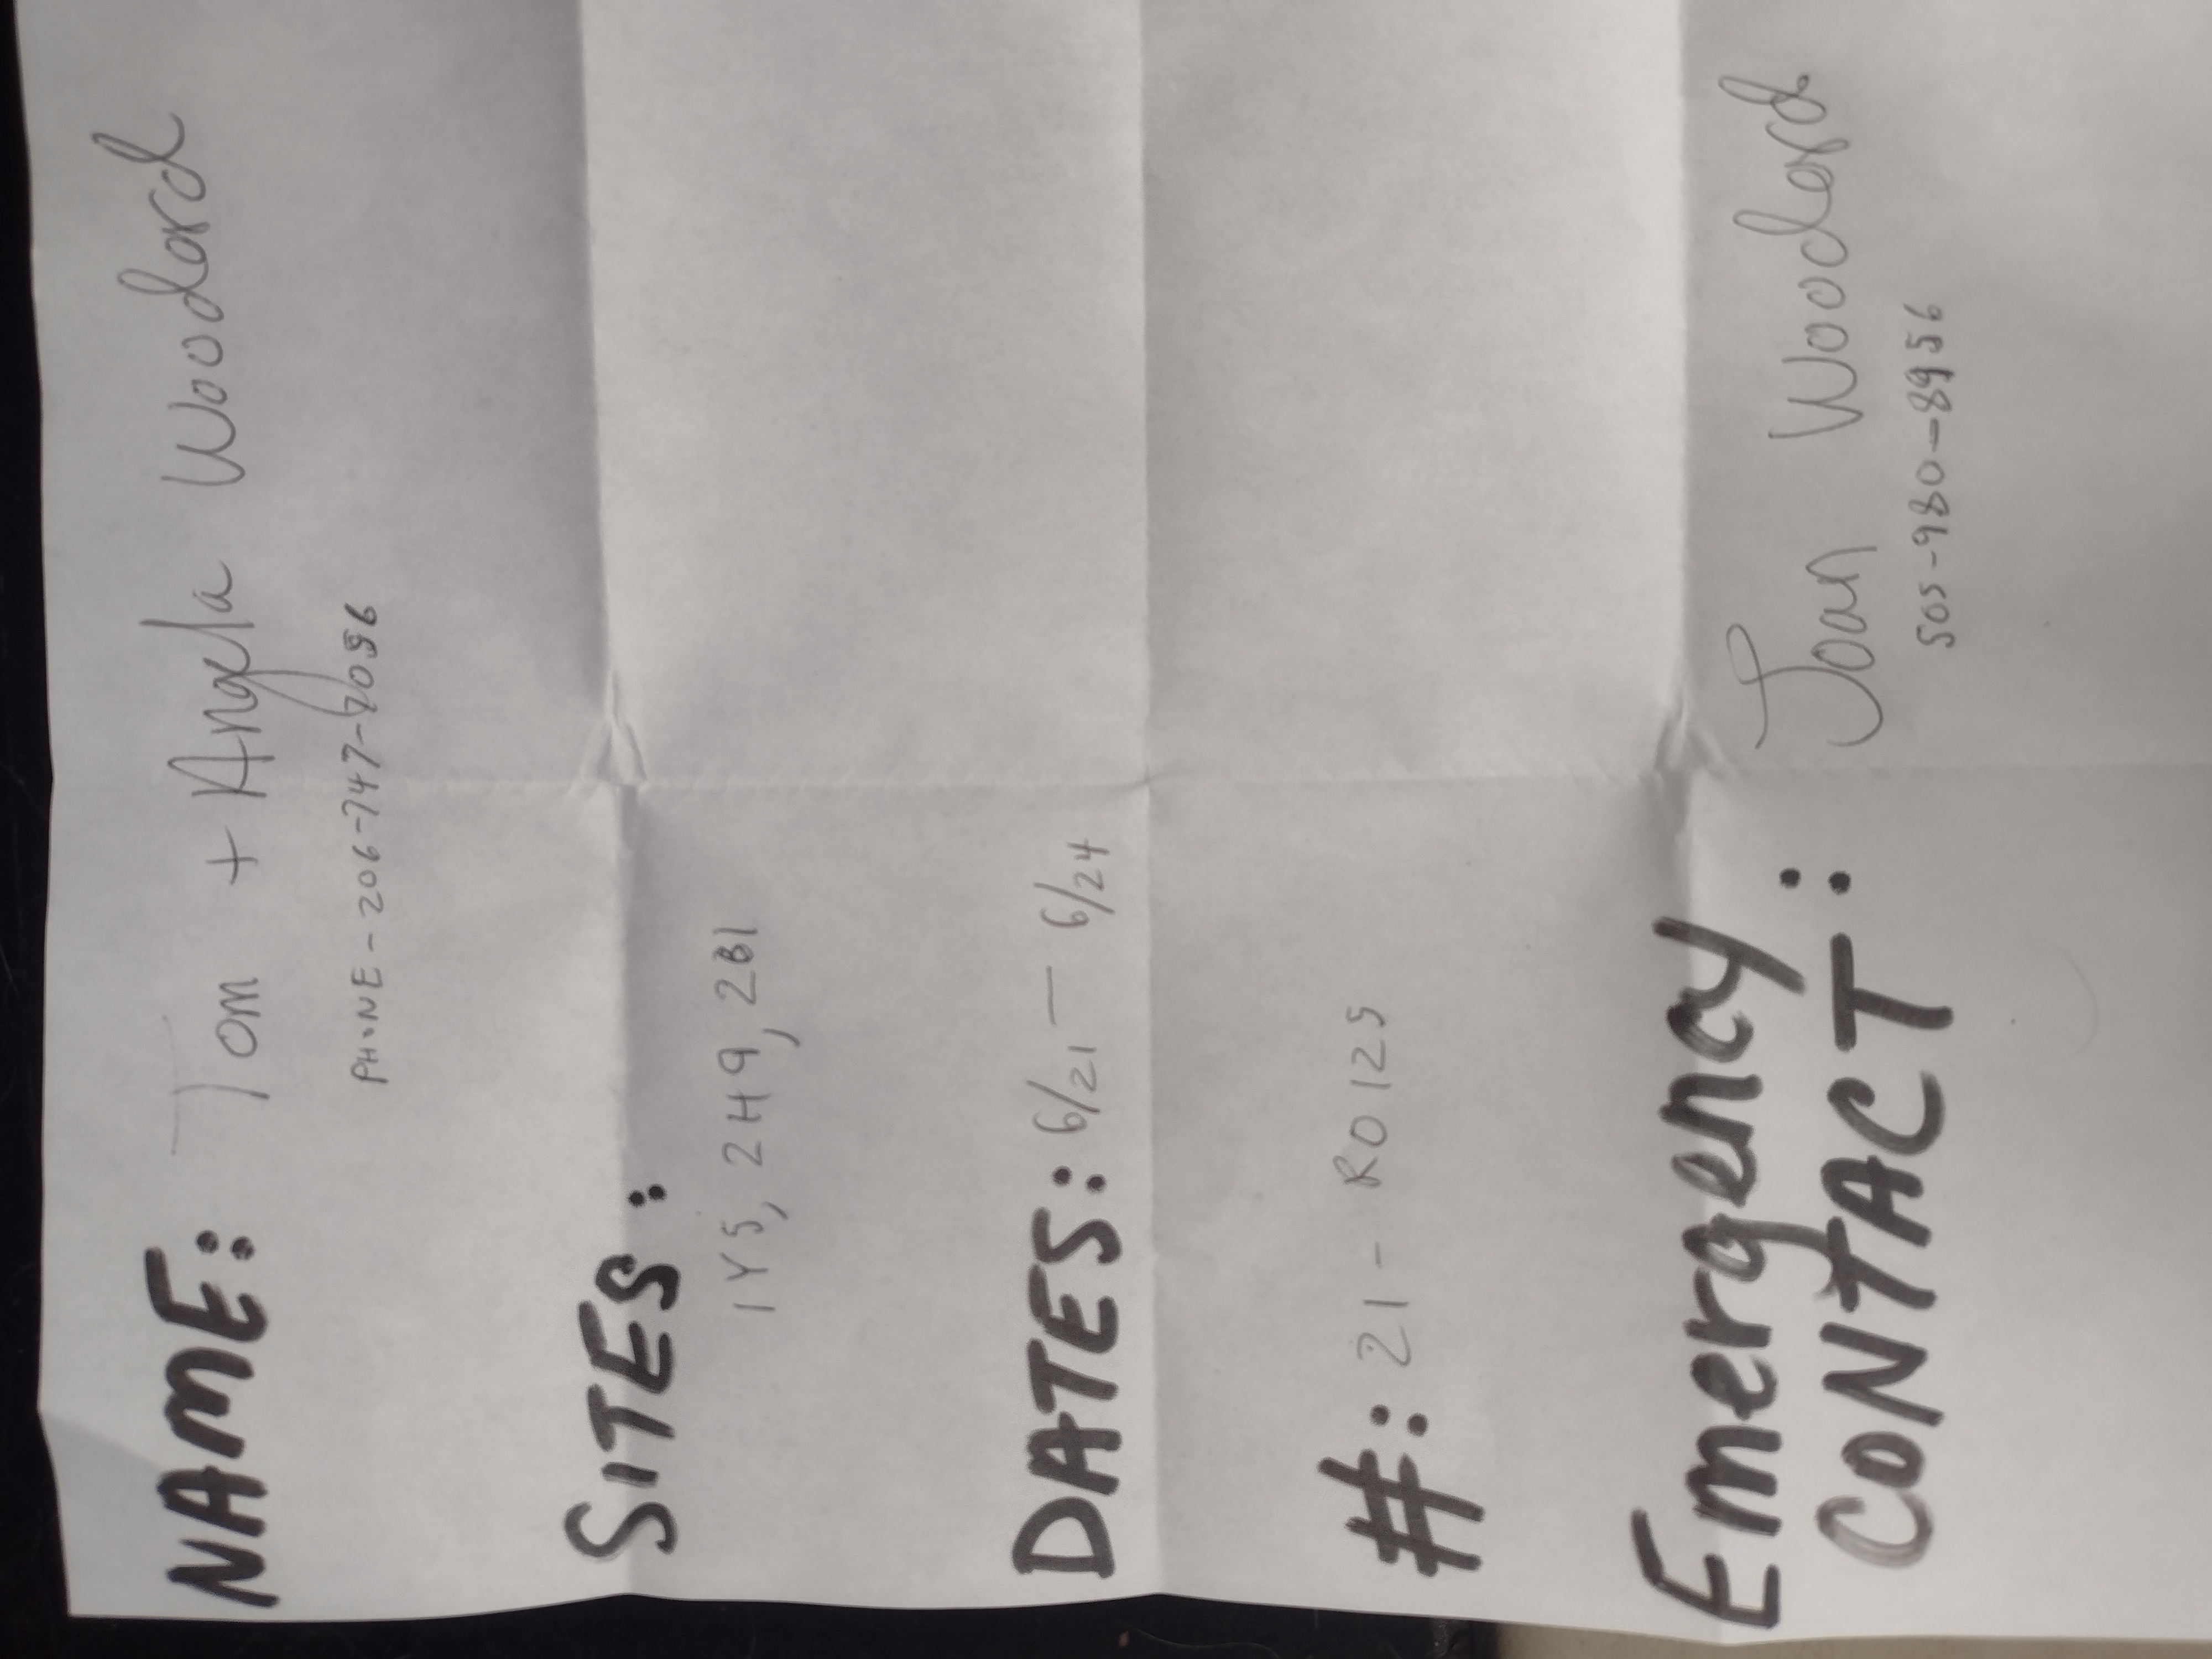 NAME: Tom + Angela Woodard
PHONE - 206-747-7056
SITES:
1Y5, 2H9, 2B1
DATES: 6/21 - 6/24
#: 21 - R0125
Emergency
CONTACT: Joan Woodard
505-980-8956